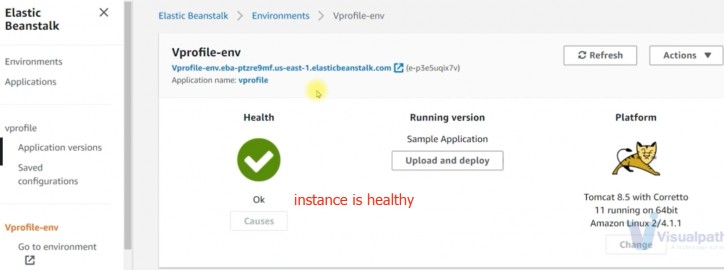 Elastic
Beanstalk
Environments
Applications
vprofile
Application versions
Saved
configurations
Vprofile-env
Go to environment
Elastic Beanstalk > Environments > Vprofile-env
Vprofile-env
Vprofile-env.eba-ptzre9mf.us-east-1.elasticbeanstalk.com (e-p3e5uqix7v)
Application name: vprofile
Refresh
Actions
Health
Ok
instance is healthy
Causes
Running version
Sample Application
Upload and deploy
Platform
Tomcat 8.5 with Corretto
11 running on 64bit
Amazon Linux 2/4.1.1
Change
Visualpath